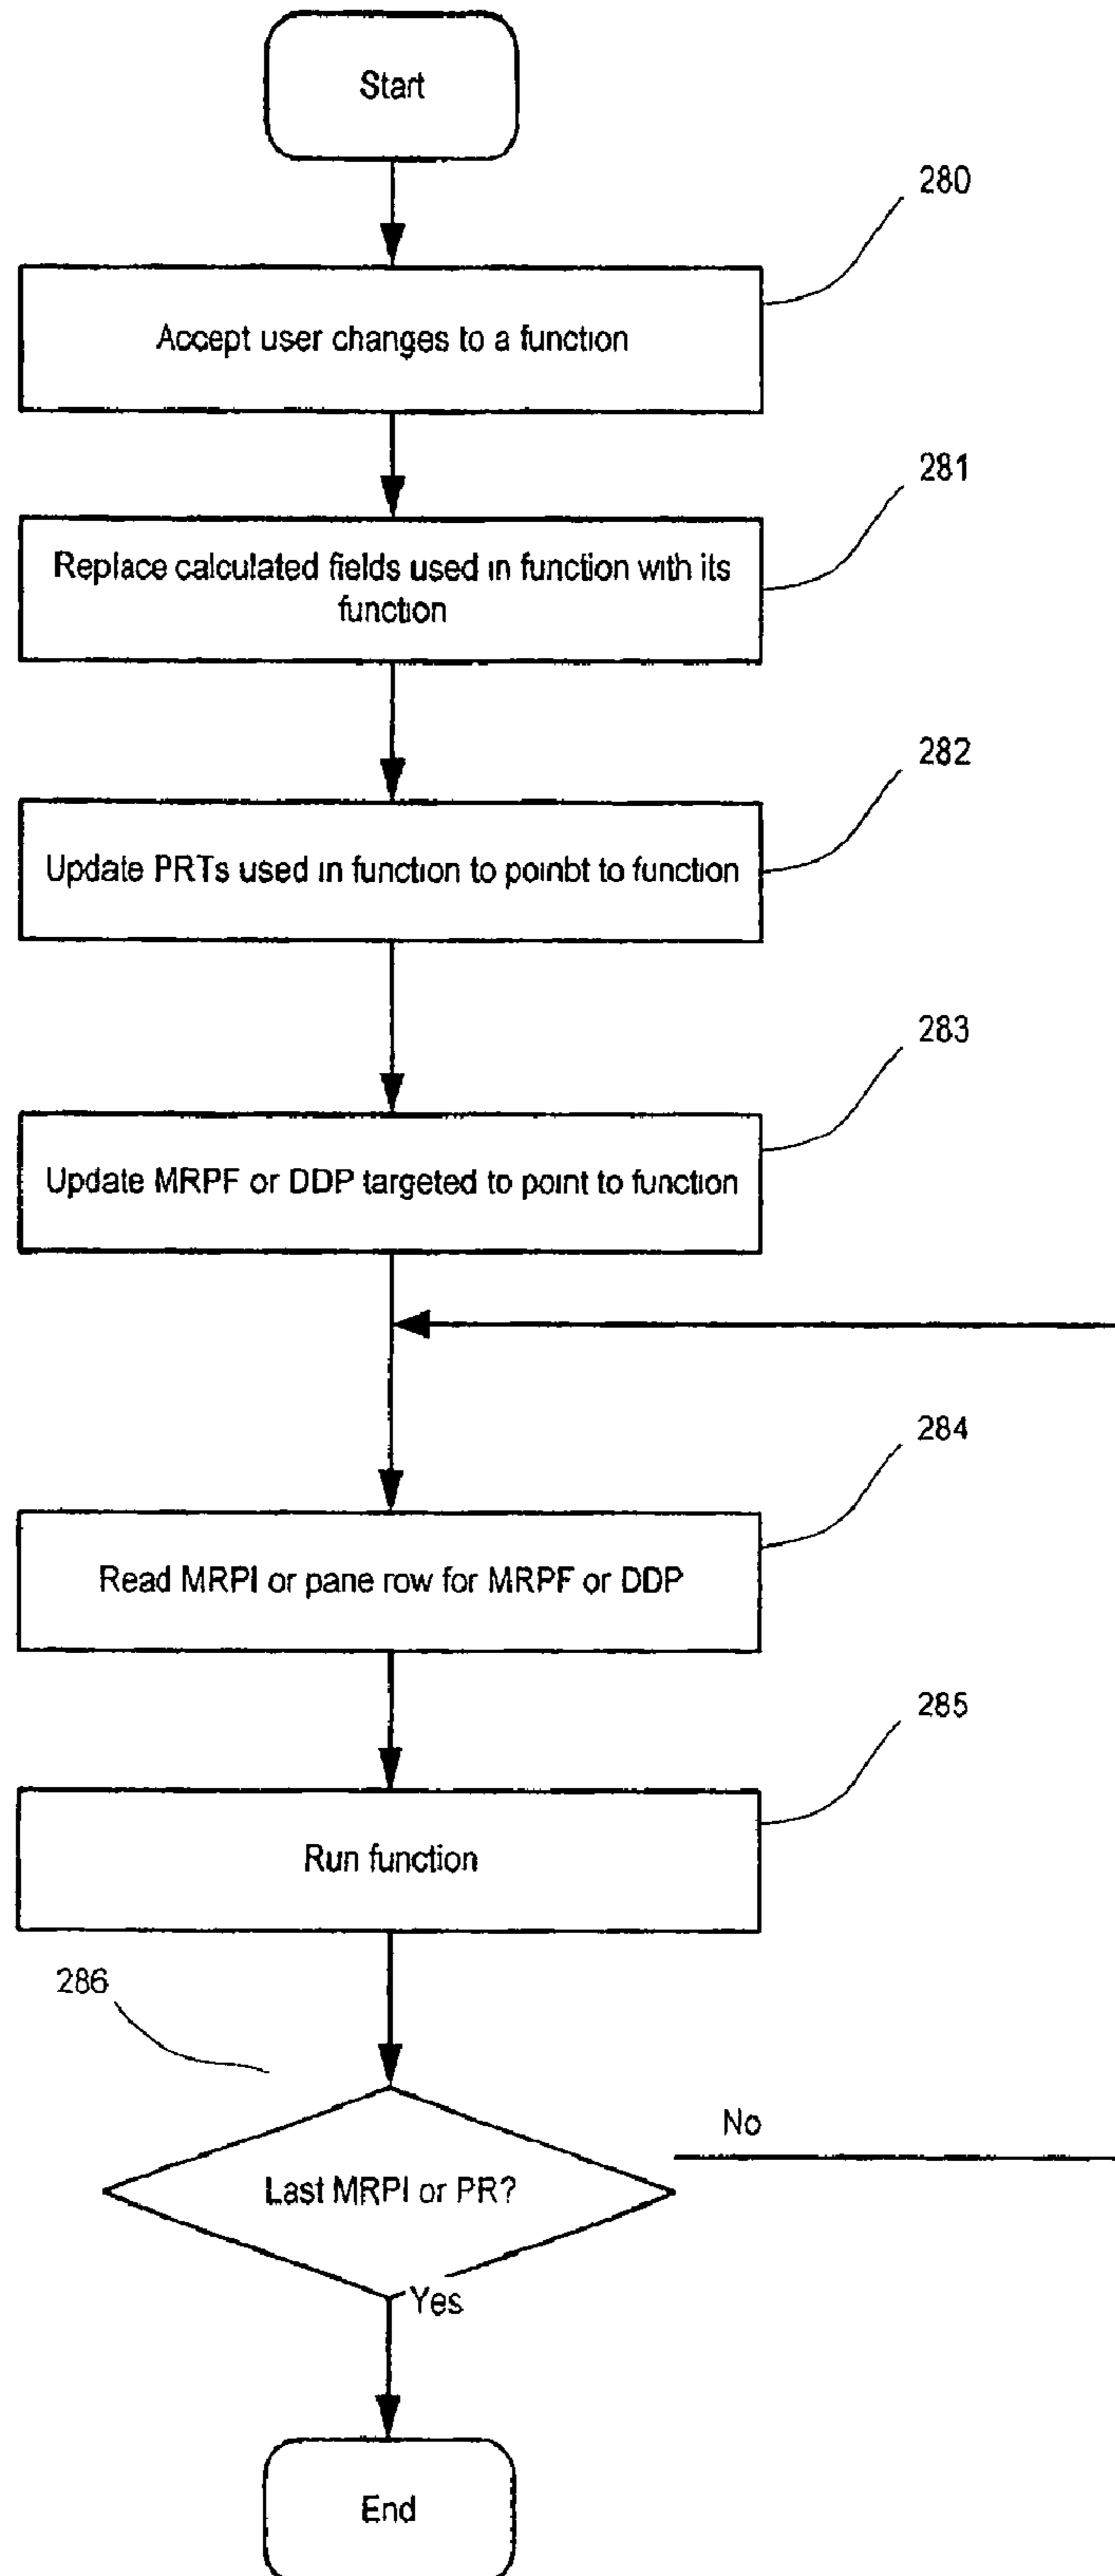 Start
280
Accept user changes to a function
281
Replace calculated fields used in function with its
function
282
Update PRTs used in function to poinbt to function
283
Update MRPF or DDP targeted to point to function
284
Read MRPI or pane row for MRPF or DDP
285
Run function
286
No
Last MRPI or PR?
Yes
End